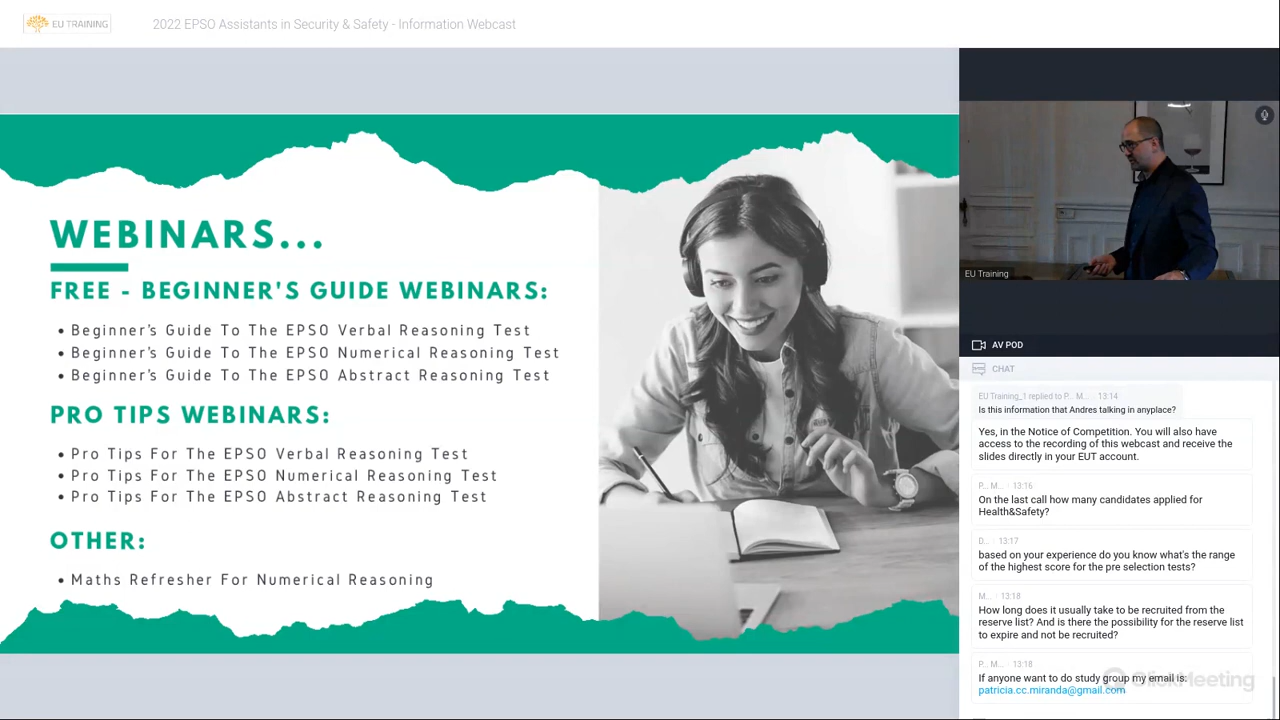 EU TRAINING
2022 EPSO Assistants in Security & Safety - Information Webcast
WEBINARS...
FREE - BEGINNER'S GUIDE WEBINARS:
• Beginner's Guide To The EPSO Verbal Reasoning Test
• Beginner's Guide To The EPSO Numerical Reasoning Test
• Beginner's Guide To The EPSO Abstract Reasoning Test
PRO TIPS WEBINARS:
• Pro Tips For The EPSO Verbal Reasoning Test
• Pro Tips For The EPSO Numerical Reasoning Test
• Pro Tips For The EPSO Abstract Reasoning Test
OTHER:
• Maths Refresher For Numerical Reasoning
EU Training
AV POD
CHAT
EU Training_1 replied to P... M... · 13:14
Is this information that Andres talking in anyplace?
Yes, in the Notice of Competition. You will also have
access to the recording of this webcast and receive the
slides directly in your EUT account.
P... M... · 13:16
On the last call how many candidates applied for
Health&Safety?
D... · 13:17
based on your experience do you know what's the range
of the highest score for the pre selection tests?
M... · 13:18
How long does it usually take to be recruited from the
reserve list? And is there the possibility for the reserve list
to expire and not be recruited?
P... M... · 13:18
If anyone want to do study group my email is:
patricia.cc.miranda@gmail.com
ClickMeeting